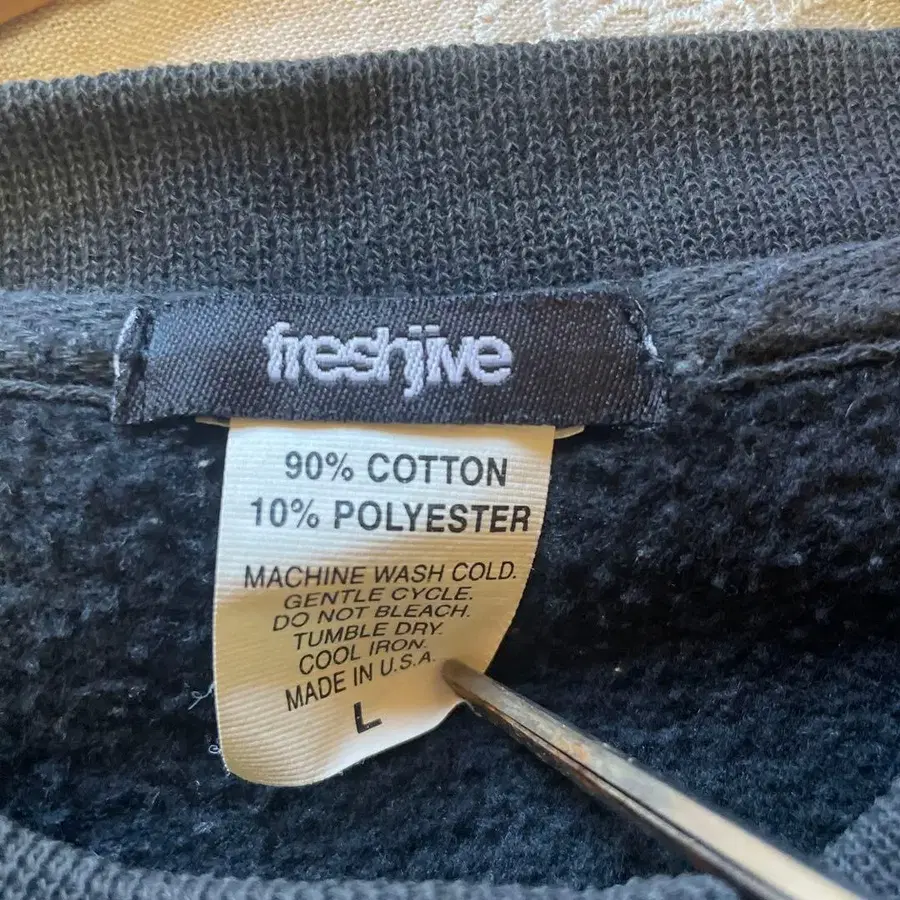 freshjive
90% COTTON
10% POLYESTER
MACHINE WASH COLD.
GENTLE CYCLE.
DO NOT BLEACH.
TUMBLE DRY.
COOL IRON.
MADE IN U.S.A.
L